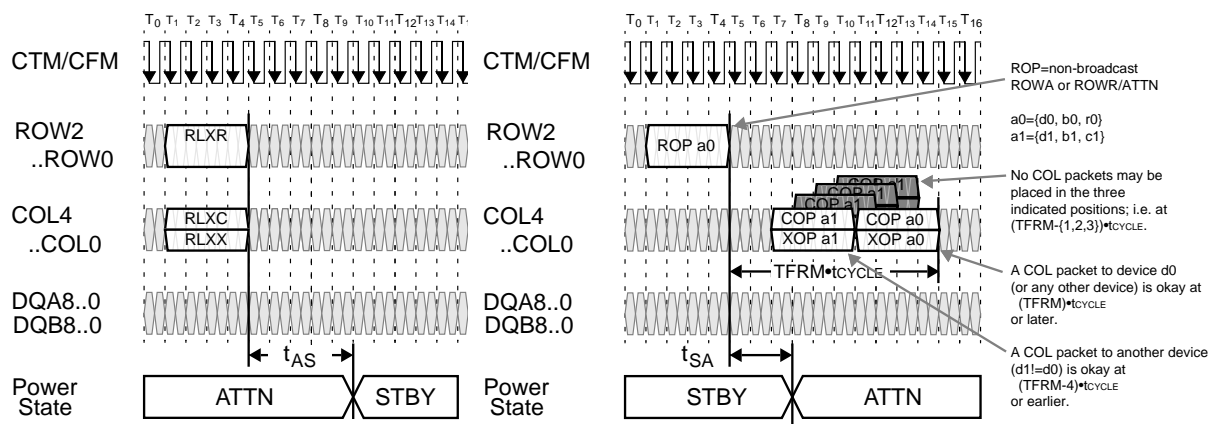 T0 T1 T2 T3 T4 T5 T6 T7 T8 T9 T10 T11 T12 T13 T14
CTM/CFM
ROW2
..ROW0
RLXR
COL4
..COL0
RLXC
RLXX
DQA8..0
DQB8..0
tAS
Power
State
ATTN
STBY
T0 T1 T2 T3 T4 T5 T6 T7 T8 T9 T10 T11 T12 T13 T14 T15 T16
CTM/CFM
ROW2
..ROW0
ROP a0
COL4
..COL0
COP a1
COP a1
COP a1
COP a1
COP a0
XOP a1
XOP a0
TFRM•tCYCLE
DQA8..0
DQB8..0
tSA
Power
State
STBY
ATTN
ROP=non-broadcast
ROWA or ROWR/ATTN
a0={d0, b0, r0}
a1={d1, b1, c1}
No COL packets may be
placed in the three
indicated positions; i.e. at
(TFRM-{1,2,3})•tCYCLE.
A COL packet to device d0
(or any other device) is okay at
(TFRM)•tCYCLE
or later.
A COL packet to another device
(d1!=d0) is okay at
(TFRM-4)•tCYCLE
or earlier.